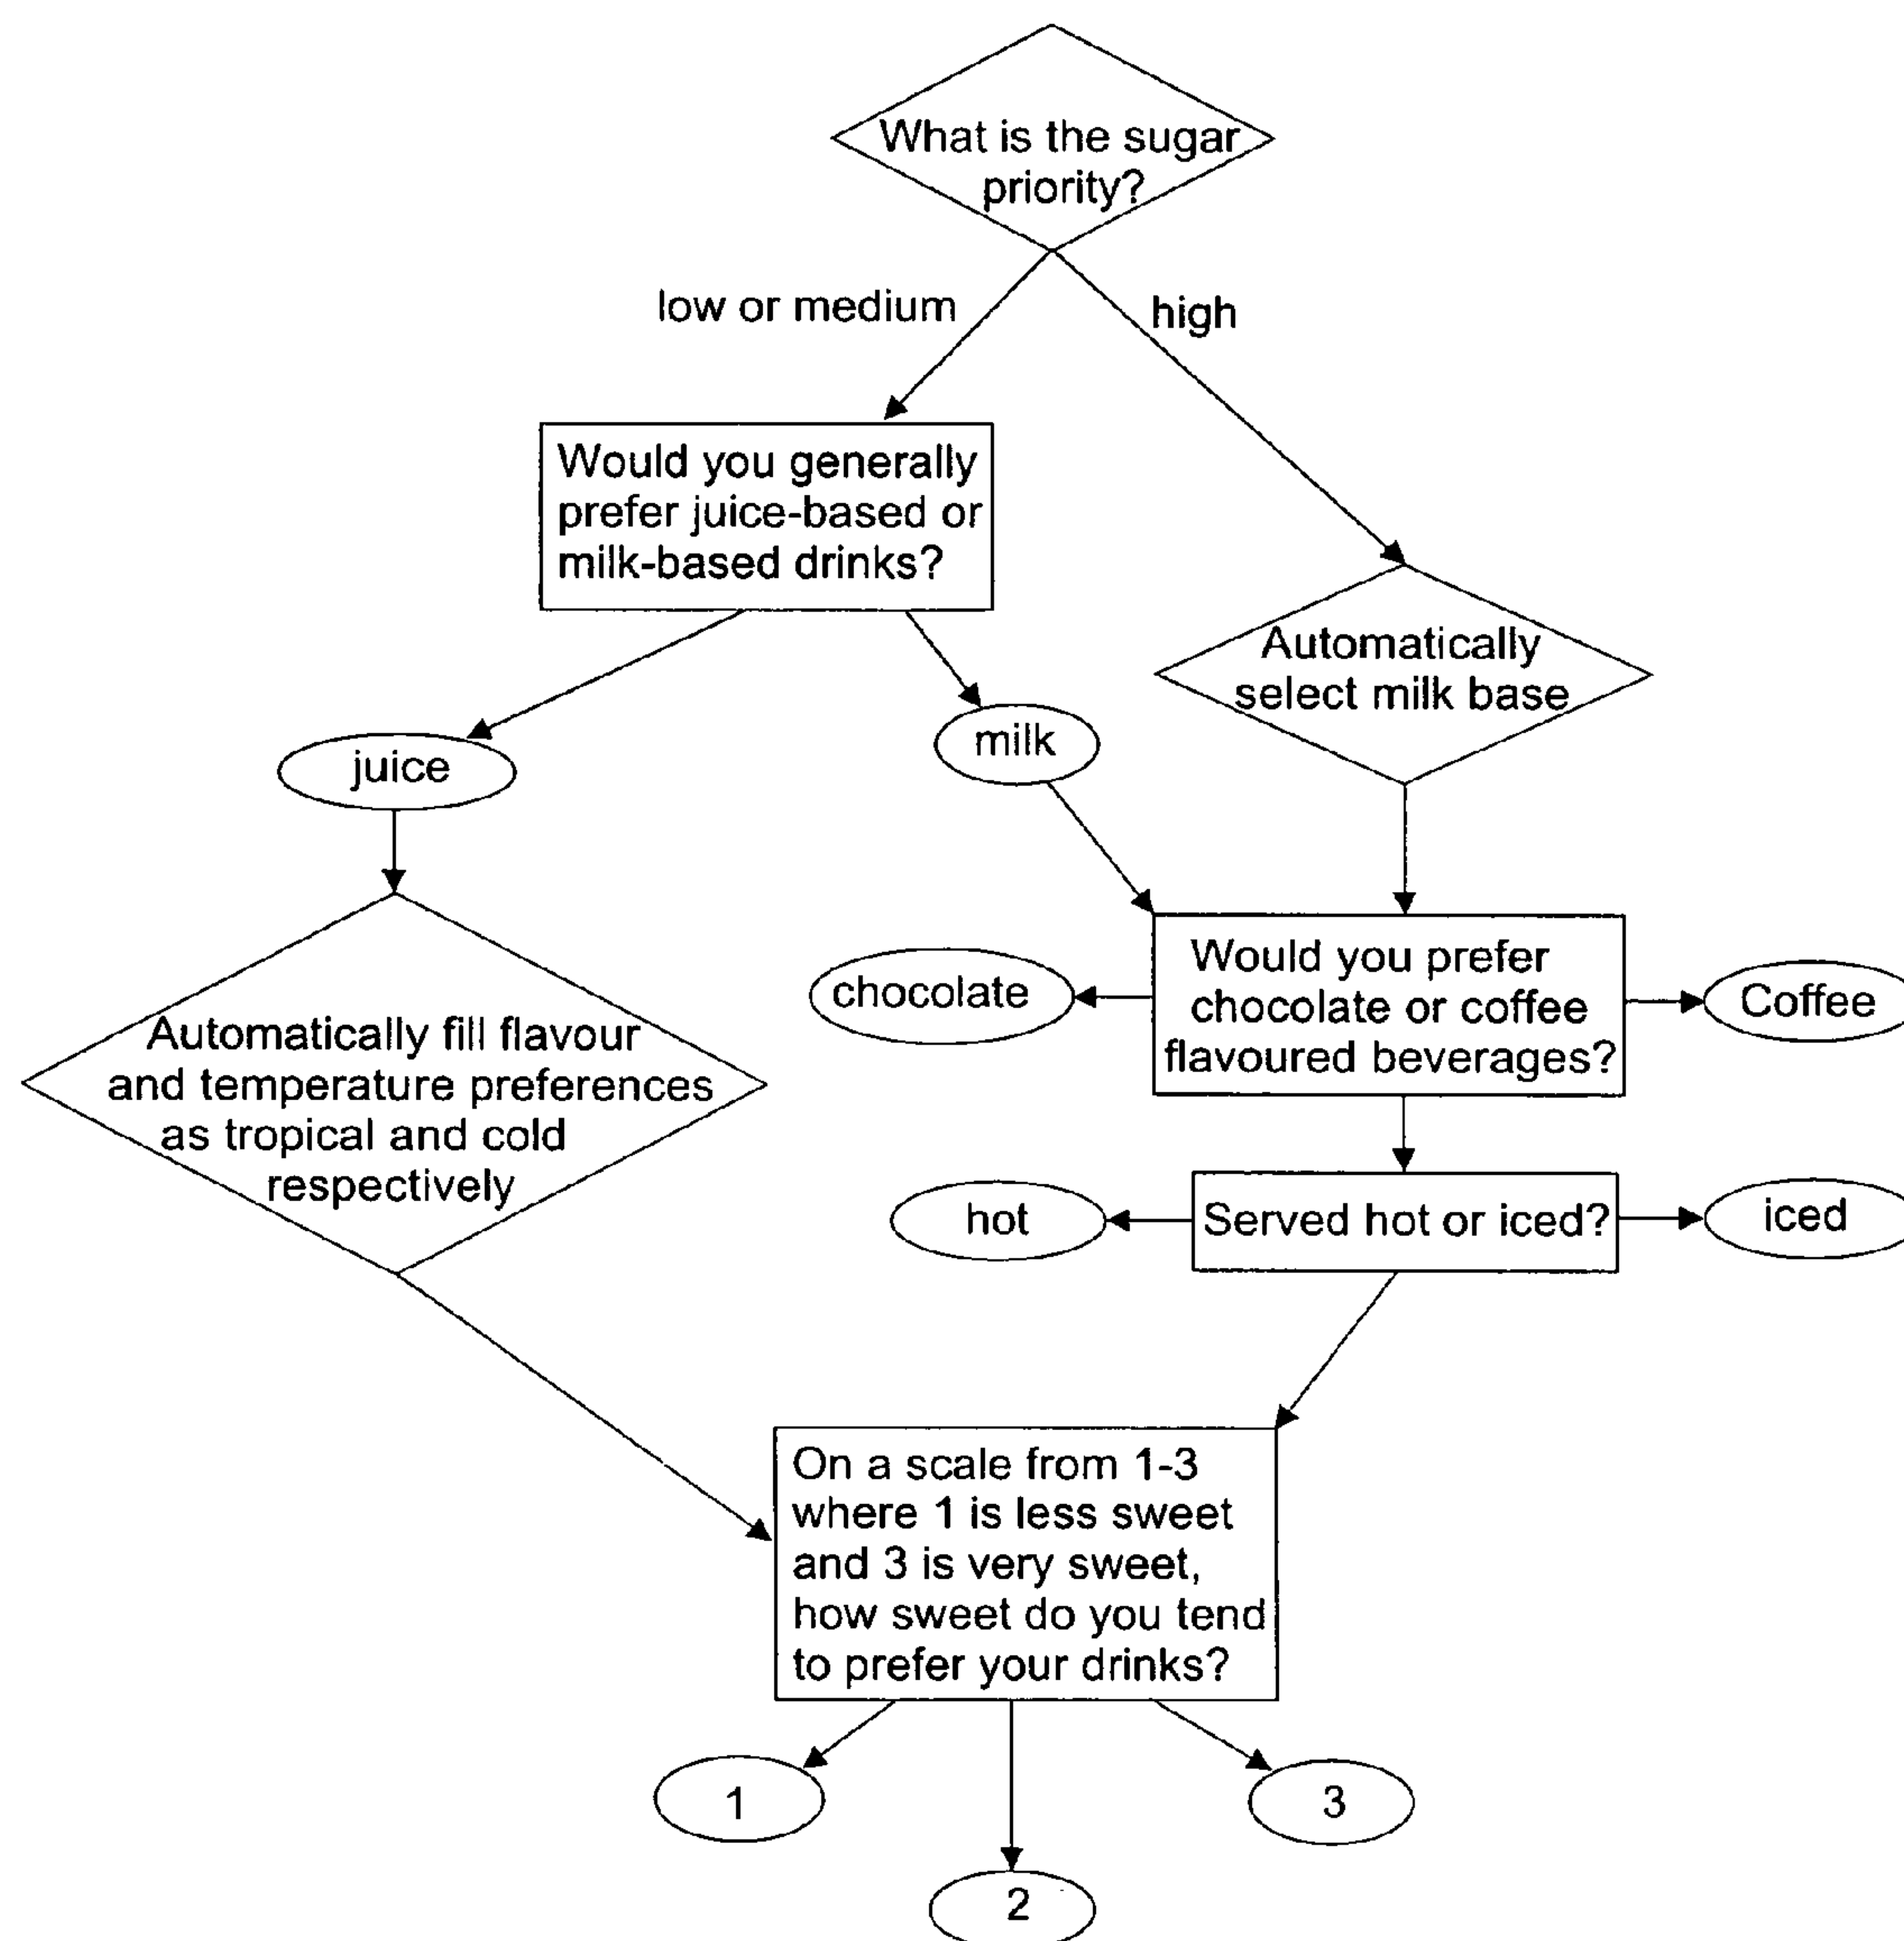 What is the sugar
priority?
low or medium
high
Would you generally
prefer juice-based or
milk-based drinks?
Automatically
select milk base
juice
milk
Automatically fill flavour
and temperature preferences
as tropical and cold
respectively
chocolate
Would you prefer
chocolate or coffee
flavoured beverages?
Coffee
hot
Served hot or iced?
iced
On a scale from 1-3
where 1 is less sweet
and 3 is very sweet,
how sweet do you tend
to prefer your drinks?
1
3
2